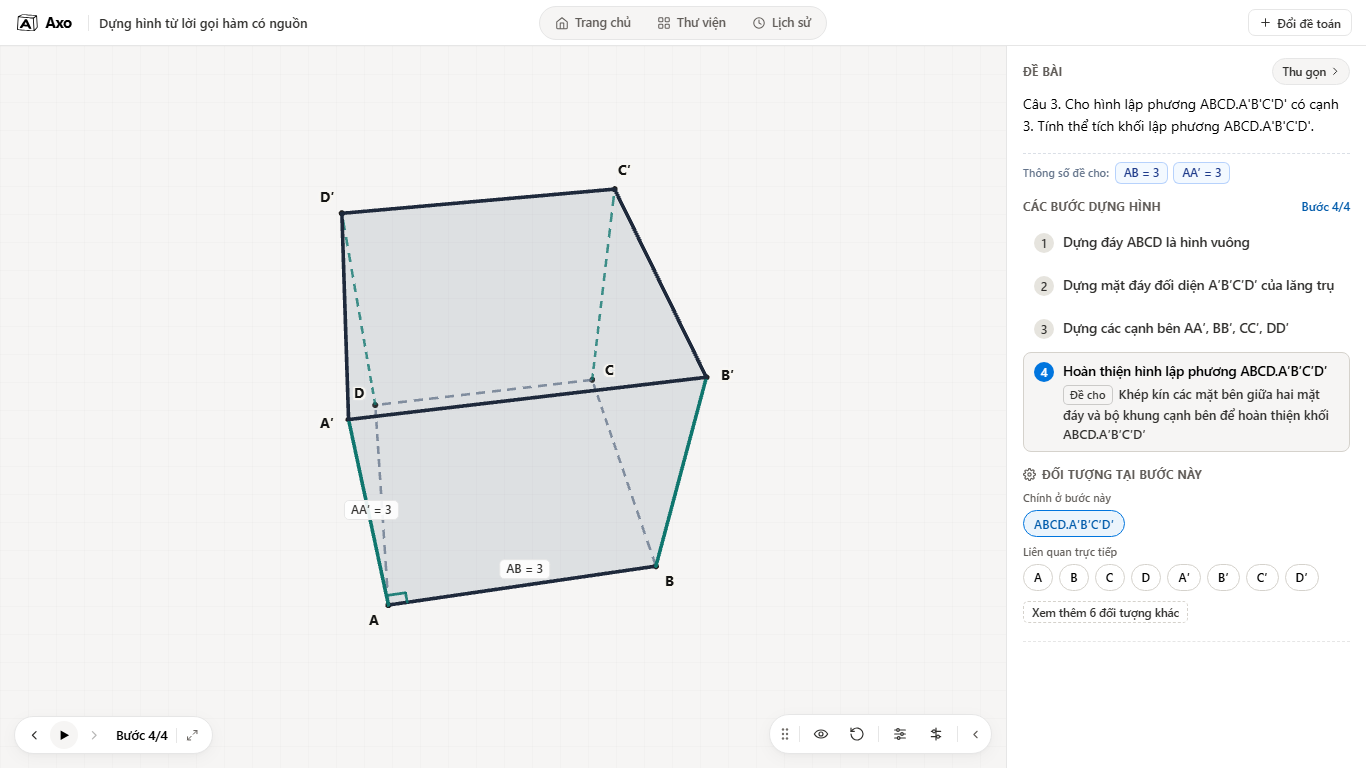 Axo
Dựng hình từ lời gọi hàm có nguồn
Trang chủ
Thư viện
Lịch sử
Đổi đề toán
ĐỀ BÀI
Thu gọn
Câu 3. Cho hình lập phương ABCD.A'B'C'D' có cạnh
3. Tính thể tích khối lập phương ABCD.A'B'C'D'.
Thông số đề cho:
AB = 3
AA′ = 3
CÁC BƯỚC DỰNG HÌNH
Bước 4/4
1
Dựng đáy ABCD là hình vuông
2
Dựng mặt đáy đối diện A′B′C′D′ của lăng trụ
3
Dựng các cạnh bên AA′, BB′, CC′, DD′
4
Hoàn thiện hình lập phương ABCD.A′B′C′D′
Đề cho
Khép kín các mặt bên giữa hai mặt
đáy và bộ khung cạnh bên để hoàn thiện khối
ABCD.A′B′C′D′
ĐỐI TƯỢNG TẠI BƯỚC NÀY
Chính ở bước này
ABCD.A′B′C′D′
Liên quan trực tiếp
A
B
C
D
A′
B′
C′
D′
Xem thêm 6 đối tượng khác
C′
D′
C
B′
D
A′
AA′ = 3
AB = 3
B
A
Bước 4/4